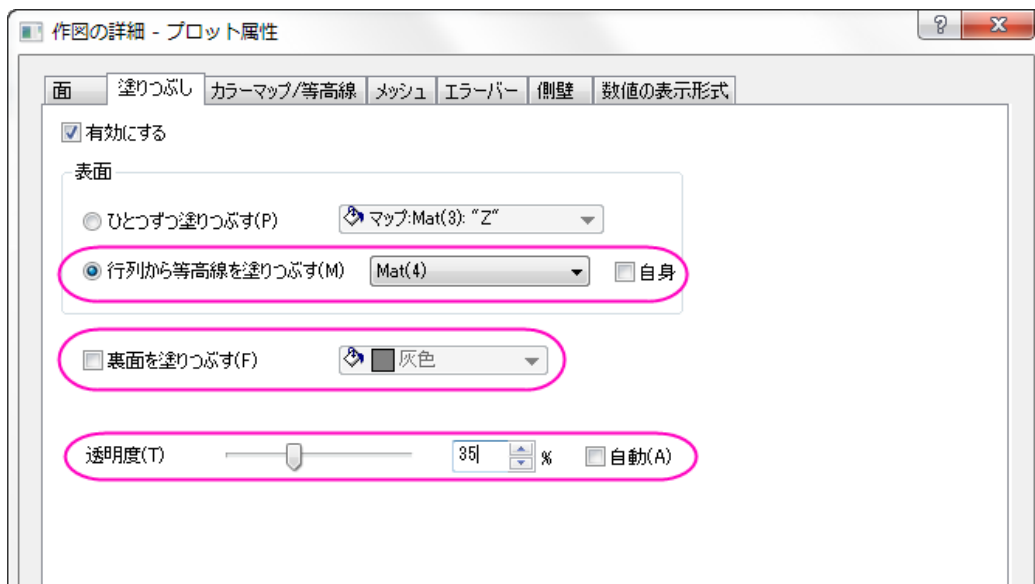 作図の詳細 - プロット属性
面 塗りつぶし カラーマップ/等高線 メッシュ エラーバー 側壁 数値の表示形式
有効にする
表面
ひとつずつ塗りつぶす(P) マップ:Mat(3): "Z"
行列から等高線を塗りつぶす(M) Mat(4) 自身
裏面を塗りつぶす(F) 灰色
透明度(T) 35 % 自動(A)